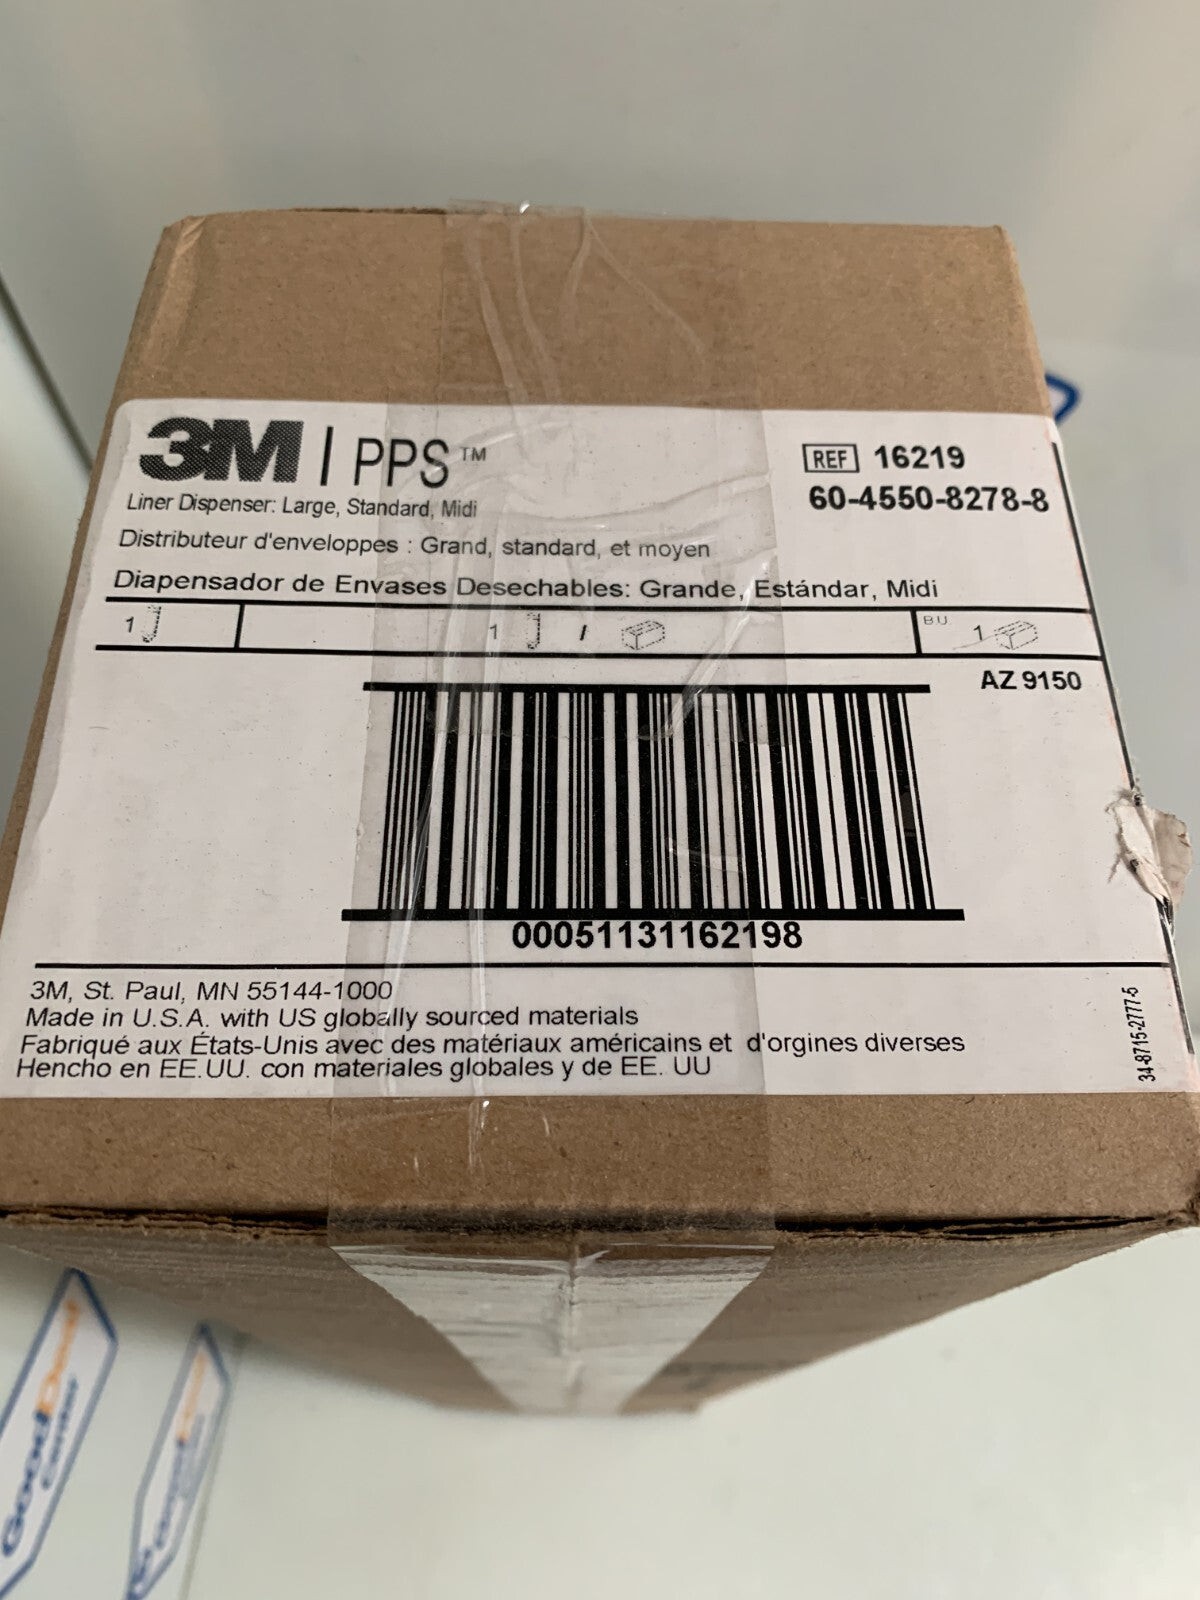 3M | PPS™
REF 16219
60-4550-8278-8
Liner Dispenser: Large, Standard, Midi
Distributeur d'enveloppes : Grand, standard, et moyen
Diapensador de Envases Desechables: Grande, Estándar, Midi
1 1 / BU 1
AZ 9150
00051131162198
3M, St. Paul, MN 55144-1000
Made in U.S.A. with US globally sourced materials
Fabriqué aux États-Unis avec des matériaux américains et d'orgines diverses
Hencho en EE.UU. con materiales globales y de EE. UU
34-8715-2777-5
GoodDeal
Center